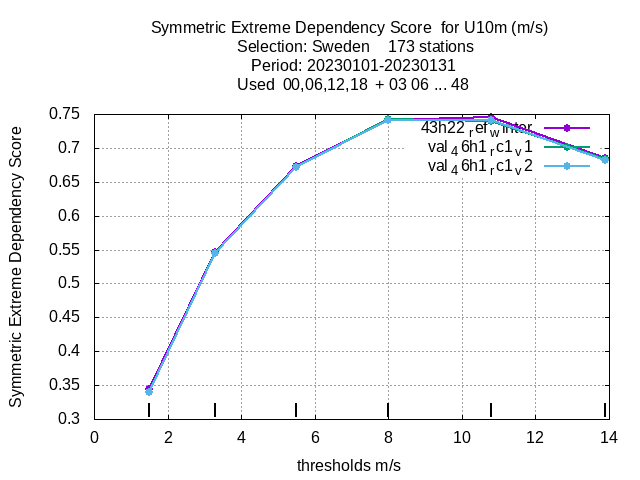 Symmetric Extreme Dependency Score  for U10m (m/s)
Selection: Sweden    173 stations
Period: 20230101-20230131
Used  00,06,12,18  + 03 06 ... 48
Symmetric Extreme Dependency Score
0.75
0.7
0.65
0.6
0.55
0.5
0.45
0.4
0.35
0.3
43h22_ref_winter
val_46h1_rc1_v1
val_46h1_rc1_v2
0 2 4 6 8 10 12 14
thresholds m/s